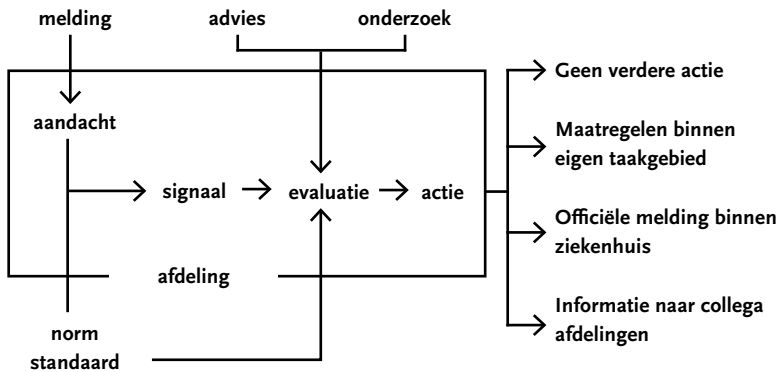 melding
advies
onderzoek
aandacht
signaal
evaluatie
actie
afdeling
norm
standaard
Geen verdere actie
Maatregelen binnen
eigen taakgebied
Officiële melding binnen
ziekenhuis
Informatie naar collega
afdelingen